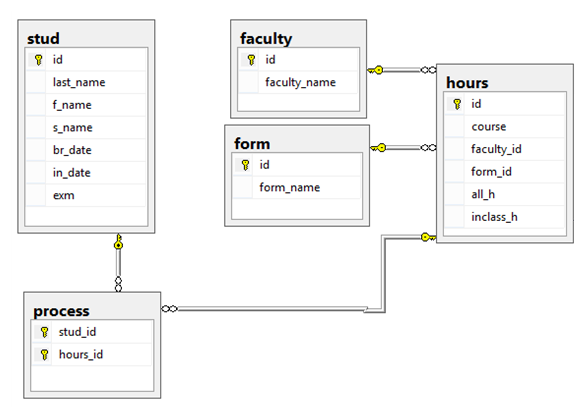 stud
id
last_name
f_name
s_name
br_date
in_date
exm
faculty
id
faculty_name
form
id
form_name
hours
id
course
faculty_id
form_id
all_h
inclass_h
process
stud_id
hours_id